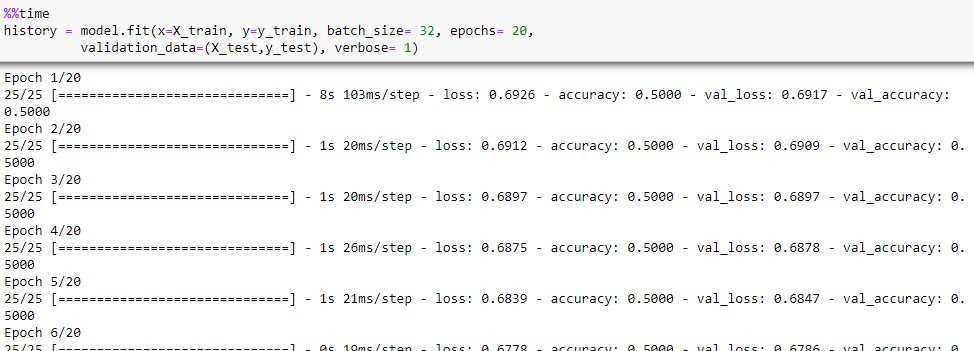 %%time
history = model.fit(x=X_train, y=y_train, batch_size= 32, epochs= 20,
validation_data=(X_test,y_test), verbose= 1)
Epoch 1/20
25/25 [==============================] - 8s 103ms/step - loss: 0.6926 - accuracy: 0.5000 - val_loss: 0.6917 - val_accuracy:
0.5000
Epoch 2/20
25/25 [==============================] - 1s 20ms/step - loss: 0.6912 - accuracy: 0.5000 - val_loss: 0.6909 - val_accuracy: 0.
5000
Epoch 3/20
25/25 [==============================] - 1s 20ms/step - loss: 0.6897 - accuracy: 0.5000 - val_loss: 0.6897 - val_accuracy: 0.
5000
Epoch 4/20
25/25 [==============================] - 1s 26ms/step - loss: 0.6875 - accuracy: 0.5000 - val_loss: 0.6878 - val_accuracy: 0.
5000
Epoch 5/20
25/25 [==============================] - 1s 21ms/step - loss: 0.6839 - accuracy: 0.5000 - val_loss: 0.6847 - val_accuracy: 0.
5000
Epoch 6/20
25/25 [==============================] - 0s 19ms/step - loss: 0.6778 - accuracy: 0.5000 - val_loss: 0.6786 - val_accuracy: 0.